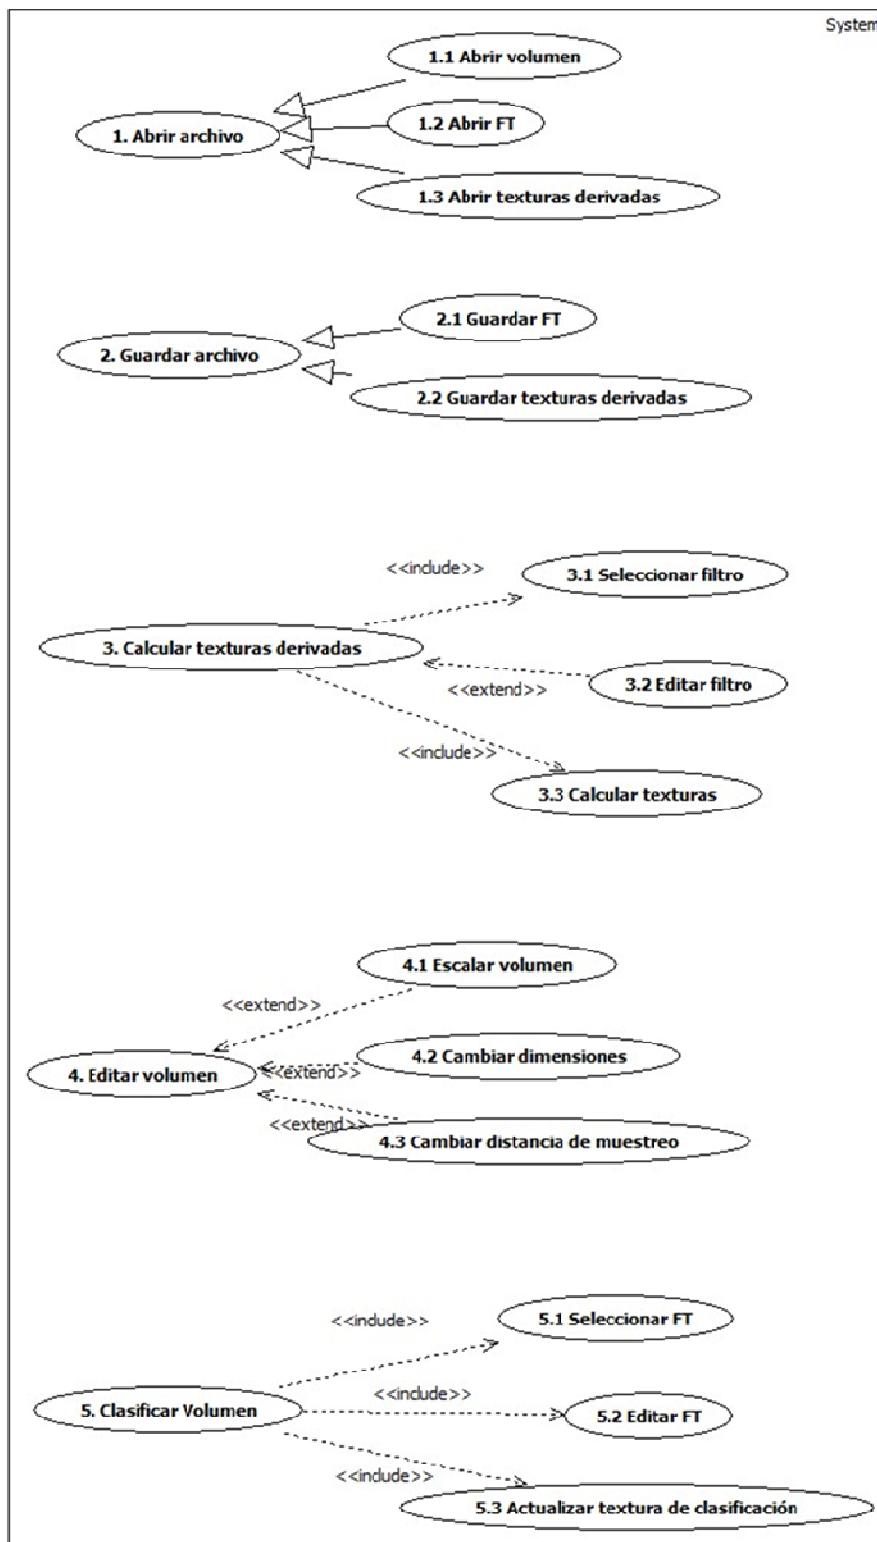 System
1.1 Abrir volumen
1.2 Abrir FT
1. Abrir archivo
1.3 Abrir texturas derivadas
2.1 Guardar FT
2. Guardar archivo
2.2 Guardar texturas derivadas
<<include>>
3.1 Seleccionar filtro
3. Calcular texturas derivadas
3.2 Editar filtro
<<extend>>
<<include>>
3.3 Calcular texturas
4.1 Escalar volumen
<<extend>>
4.2 Cambiar dimensiones
4. Editar volumen
<<extend>>
<<extend>>
4.3 Cambiar distancia de muestreo
5.1 Seleccionar FT
<<include>>
<<include>>
5. Clasificar Volumen
5.2 Editar FT
<<include>>
5.3 Actualizar textura de clasificación